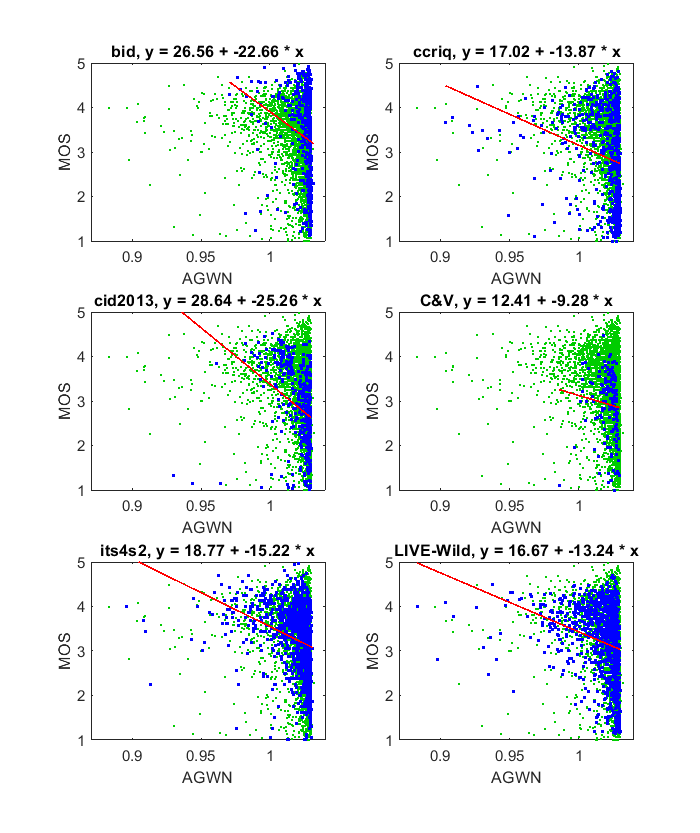 bid, y = 26.56 + -22.66 * x
5
4
3
2
1
MOS
0.9 0.95 1
AGWN
ccriq, y = 17.02 + -13.87 * x
5
4
3
2
1
MOS
0.9 0.95 1
AGWN
cid2013, y = 28.64 + -25.26 * x
5
4
3
2
1
MOS
0.9 0.95 1
AGWN
C&V, y = 12.41 + -9.28 * x
5
4
3
2
1
MOS
0.9 0.95 1
AGWN
its4s2, y = 18.77 + -15.22 * x
5
4
3
2
1
MOS
0.9 0.95 1
AGWN
LIVE-Wild, y = 16.67 + -13.24 * x
5
4
3
2
1
MOS
0.9 0.95 1
AGWN